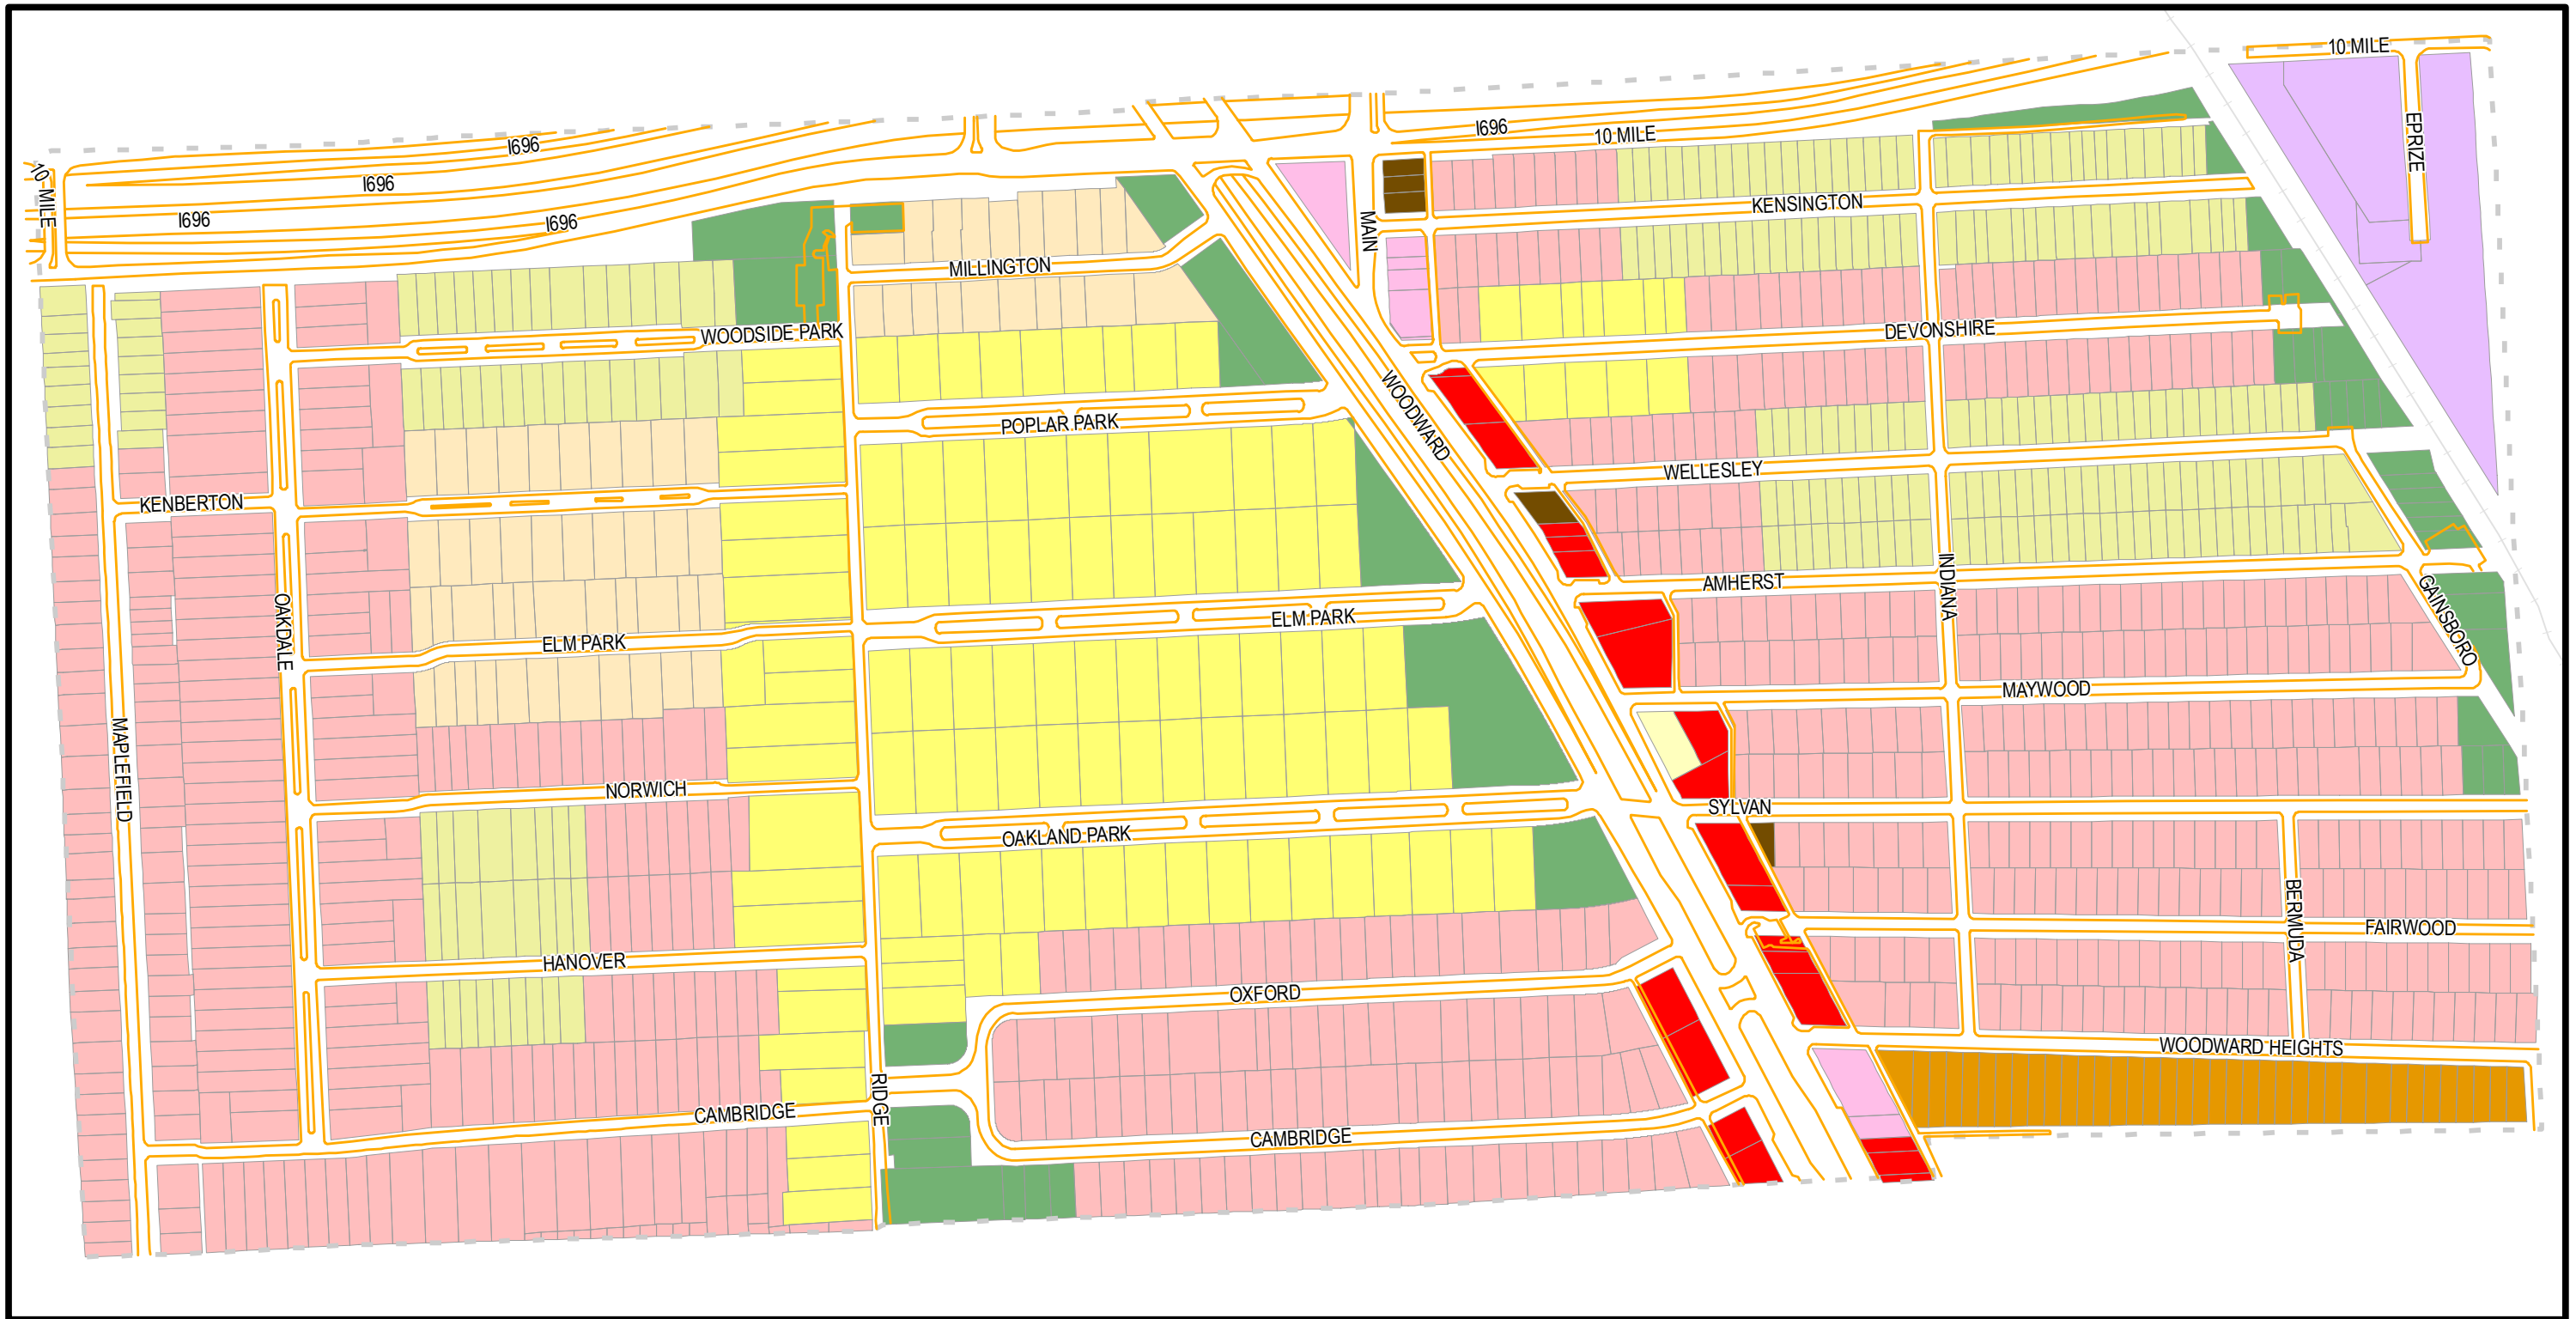 10 MILE
I696
10 MILE
I696
EPRIZE
10 MILE
I696
KENSINGTON
I696
I696
MAIN
MILLINGTON
DEVONSHIRE
WOODSIDE PARK
WOODWARD
POPLAR PARK
WELLESLEY
KENBERTON
AMHERST
INDIANA
GAINSBORO
OAKDALE
ELM PARK
ELM PARK
MAYWOOD
MAPLEFIELD
NORWICH
SYLVAN
OAKLAND PARK
BERMUDA
FAIRWOOD
HANOVER
OXFORD
WOODWARD HEIGHTS
RIDGE
CAMBRIDGE
CAMBRIDGE